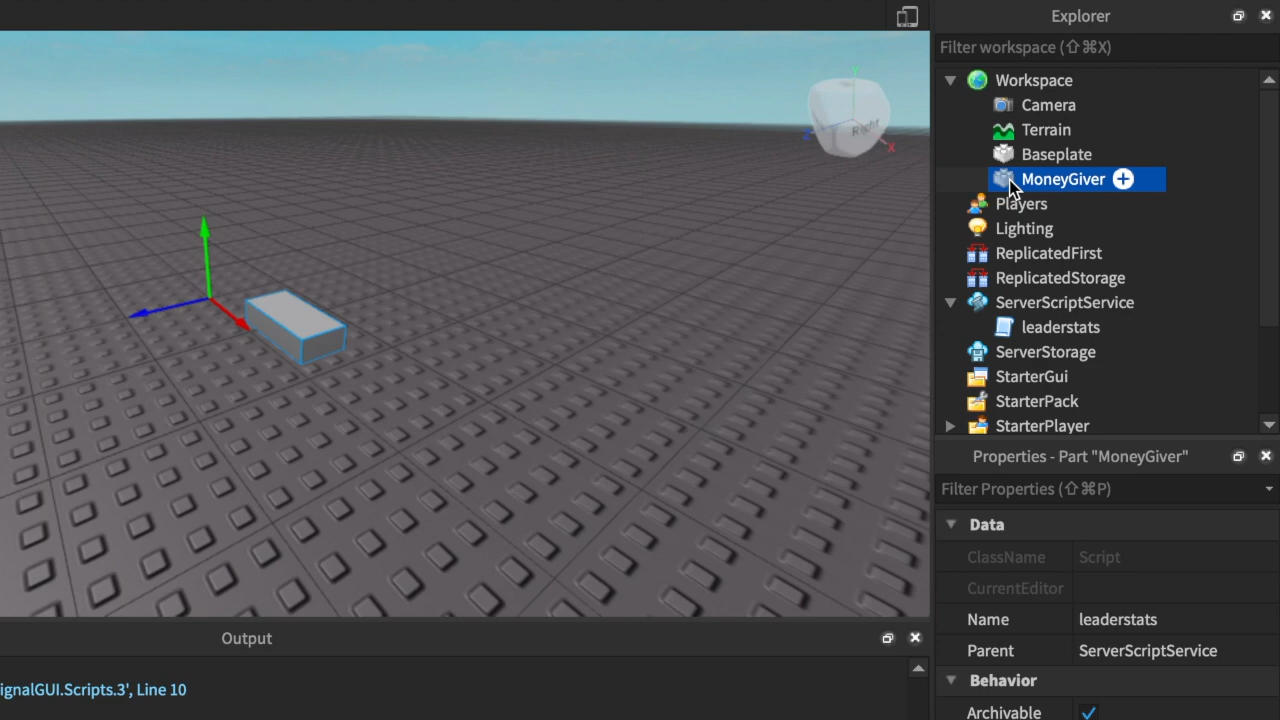 Explorer
Filter workspace (⇧⌘X)
Workspace
Camera
Terrain
Baseplate
MoneyGiver
Players
Lighting
ReplicatedFirst
ReplicatedStorage
ServerScriptService
leaderstats
ServerStorage
StarterGui
StarterPack
StarterPlayer
Right
Y
Z
X
Properties - Part "MoneyGiver"
Filter Properties (⇧⌘P)
Data
ClassName Script
CurrentEditor
Name leaderstats
Parent ServerScriptService
Behavior
Archivable
Output
ignalGUI.Scripts.3', Line 10